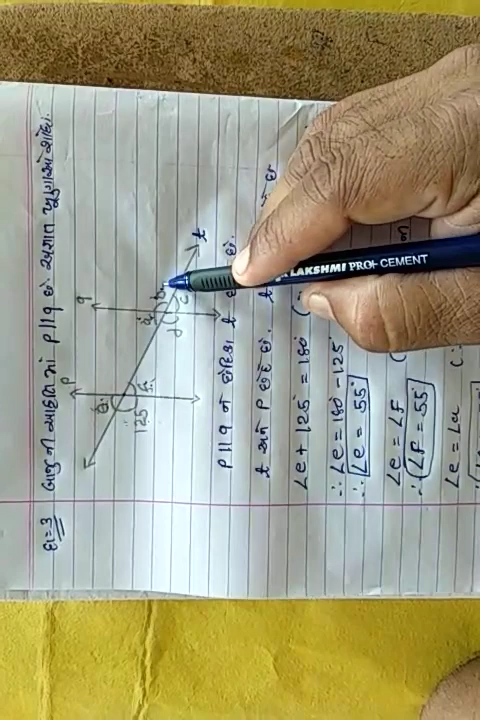 દા=3 બાજુની આકૃતિમાં P || q છે. અજ્ઞાત ખૂણાઓ શોધો.
P
q
t
e
f
125°
a
b
c
d
P || q ને છેદિકા t
t અને P છેદે છે.
∠e + 125° = 180°
∴ ∠e = 180 - 125°
∴ ∠e = 55°
∠e = ∠f
∴ ∠f = 55°
∠e = ∠a
LAKSHMI PRO+ CEMENT